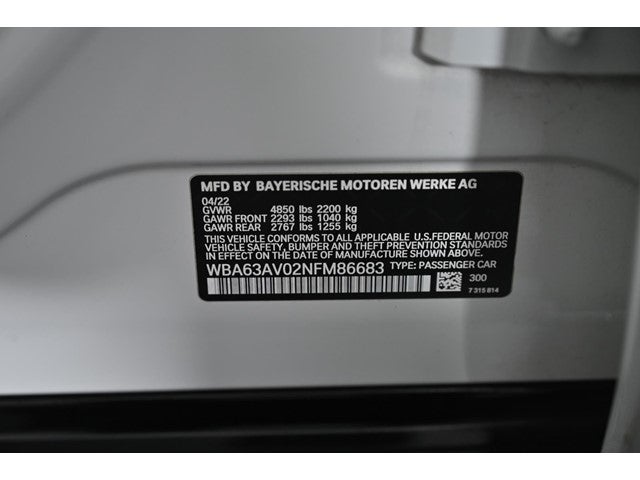 MFD BY BAYERISCHE MOTOREN WERKE AG
04/22
GVWR 4850 lbs 2200 kg
GAWR FRONT 2293 lbs 1040 kg
GAWR REAR 2767 lbs 1255 kg
THIS VEHICLE CONFORMS TO ALL APPLICABLE U.S.FEDERAL MOTOR
VEHICLE SAFETY, BUMPER, AND THEFT PREVENTION STANDARDS
IN EFFECT ON THE DATE OF MANUFACTURE SHOWN ABOVE.
WBA63AV02NFM86683 TYPE: PASSENGER CAR
300
7 315 814